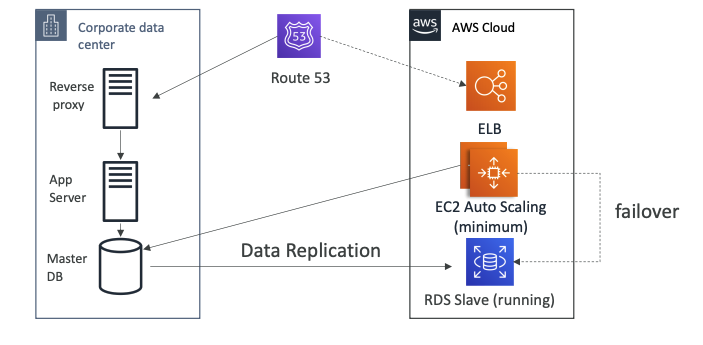 Corporate data
center
Reverse
proxy
App
Server
Master
DB
53
Route 53
Data Replication
aws
AWS Cloud
ELB
EC2 Auto Scaling
(minimum)
RDS Slave (running)
failover